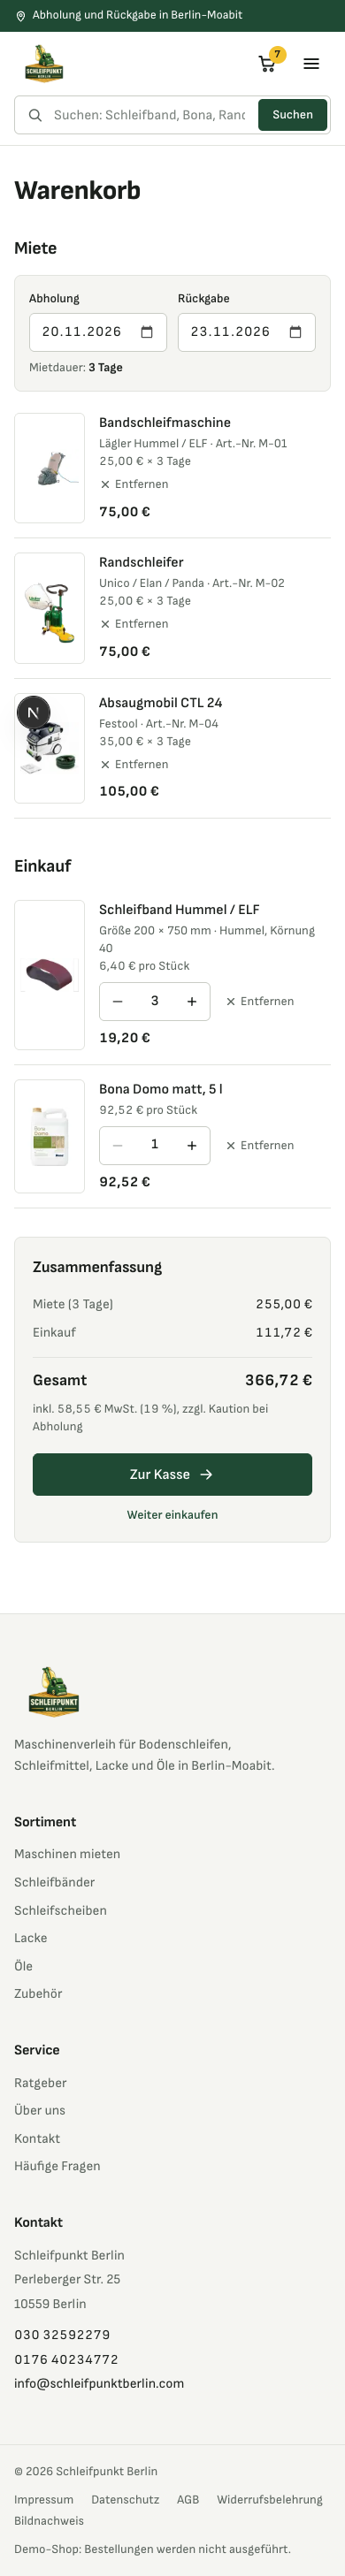 Abholung und Rückgabe in Berlin-Moabit
SCHLEIFPUNKT
BERLIN
7
Suchen: Schleifband, Bona, Rand
Suchen
Warenkorb
Miete
Abholung
Rückgabe
20.11.2026
23.11.2026
Mietdauer: 3 Tage
Bandschleifmaschine
Lägler Hummel / ELF · Art.-Nr. M-01
25,00 € × 3 Tage
Entfernen
75,00 €
Randschleifer
Unico / Elan / Panda · Art.-Nr. M-02
25,00 € × 3 Tage
Entfernen
75,00 €
N
Absaugmobil CTL 24
Festool · Art.-Nr. M-04
35,00 € × 3 Tage
Entfernen
105,00 €
Einkauf
Schleifband Hummel / ELF
Größe 200 × 750 mm · Hummel, Körnung
40
6,40 € pro Stück
− 3 +
Entfernen
19,20 €
Bona Domo matt, 5 l
92,52 € pro Stück
− 1 +
Entfernen
92,52 €
Zusammenfassung
Miete (3 Tage) 255,00 €
Einkauf 111,72 €
Gesamt 366,72 €
inkl. 58,55 € MwSt. (19 %), zzgl. Kaution bei
Abholung
Zur Kasse →
Weiter einkaufen
SCHLEIFPUNKT
BERLIN
Maschinenverleih für Bodenschleifen,
Schleifmittel, Lacke und Öle in Berlin-Moabit.
Sortiment
Maschinen mieten
Schleifbänder
Schleifscheiben
Lacke
Öle
Zubehör
Service
Ratgeber
Über uns
Kontakt
Häufige Fragen
Kontakt
Schleifpunkt Berlin
Perleberger Str. 25
10559 Berlin
030 32592279
0176 40234772
info@schleifpunktberlin.com
© 2026 Schleifpunkt Berlin
Impressum Datenschutz AGB Widerrufsbelehrung
Bildnachweis
Demo-Shop: Bestellungen werden nicht ausgeführt.